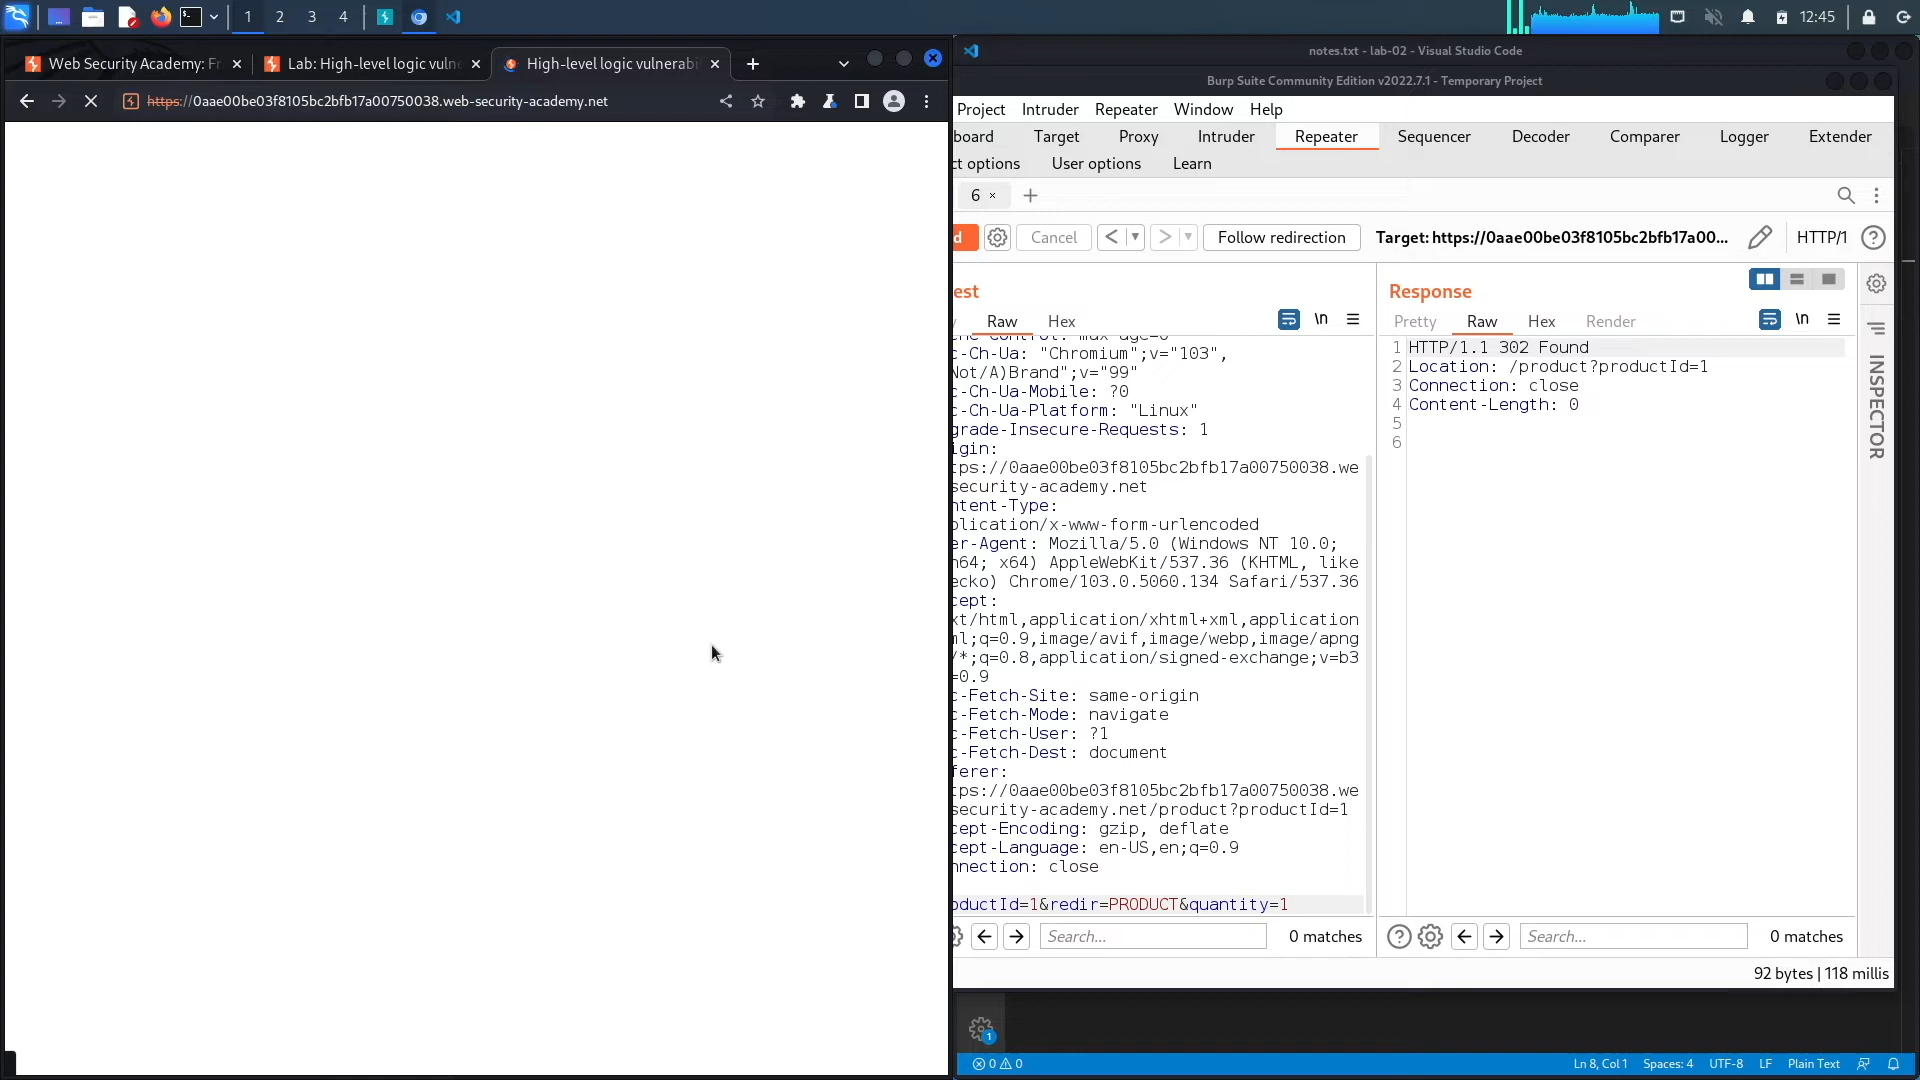 1 2 3 4
12:45
Web Security Academy: Fr
Lab: High-level logic vulne
High-level logic vulnerabi
https://0aae00be03f8105bc2bfb17a00750038.web-security-academy.net
notes.txt - lab-02 - Visual Studio Code
Burp Suite Community Edition v2022.7.1 - Temporary Project
Project Intruder Repeater Window Help
board Target Proxy Intruder Repeater Sequencer Decoder Comparer Logger Extender
ct options User options Learn
6 × +
d Cancel < > Follow redirection Target: https://0aae00be03f8105bc2bfb17a00... HTTP/1 ?
est
y Raw Hex \n
che-Control: max-age=0
c-Ch-Ua: "Chromium";v="103",
Not/A)Brand";v="99"
c-Ch-Ua-Mobile: ?0
c-Ch-Ua-Platform: "Linux"
grade-Insecure-Requests: 1
igin:
tps://0aae00be03f8105bc2bfb17a00750038.we
security-academy.net
ntent-Type:
plication/x-www-form-urlencoded
er-Agent: Mozilla/5.0 (Windows NT 10.0;
n64; x64) AppleWebKit/537.36 (KHTML, like
ecko) Chrome/103.0.5060.134 Safari/537.36
cept:
xt/html,application/xhtml+xml,application
ml;q=0.9,image/avif,image/webp,image/apng
/*;q=0.8,application/signed-exchange;v=b3
=0.9
c-Fetch-Site: same-origin
c-Fetch-Mode: navigate
c-Fetch-User: ?1
c-Fetch-Dest: document
ferer:
tps://0aae00be03f8105bc2bfb17a00750038.we
security-academy.net/product?productId=1
cept-Encoding: gzip, deflate
cept-Language: en-US,en;q=0.9
nnection: close
oductId=1&redir=PRODUCT&quantity=1
Search... 0 matches
Response
Pretty Raw Hex Render \n
1 HTTP/1.1 302 Found
2 Location: /product?productId=1
3 Connection: close
4 Content-Length: 0
5
6
INSPECTOR
? Search... 0 matches
92 bytes | 118 millis
1
0 0
Ln 8, Col 1 Spaces: 4 UTF-8 LF Plain Text